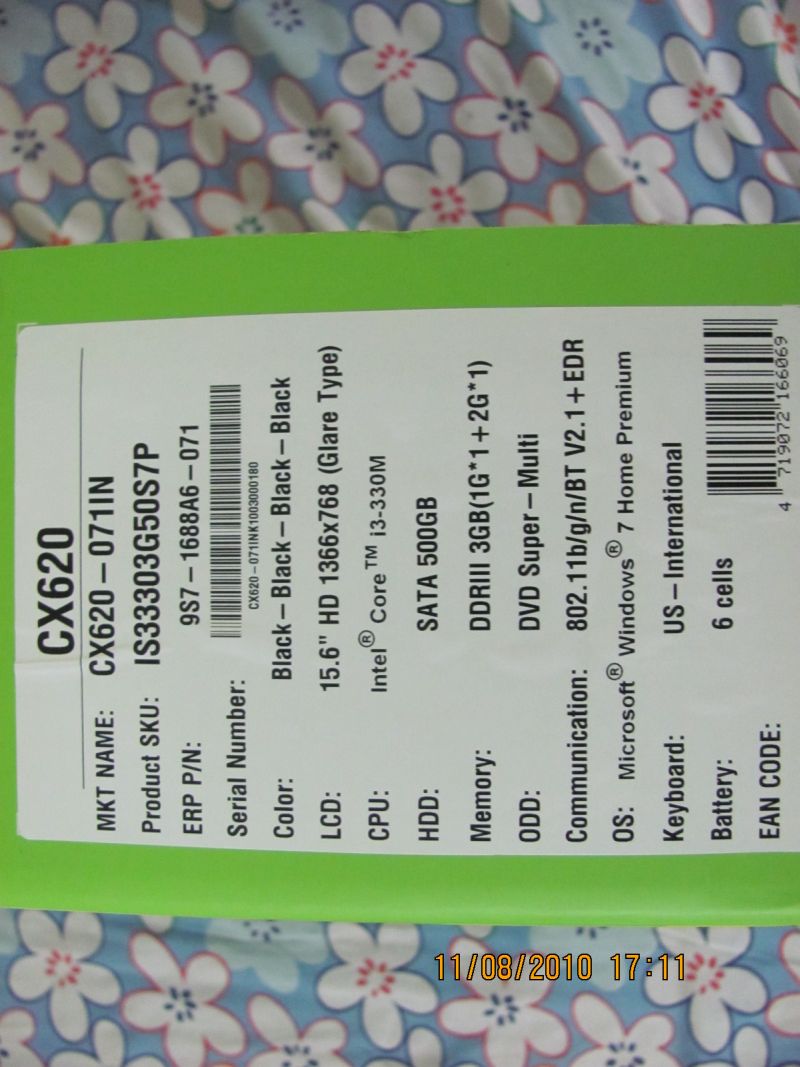 CX620
MKT NAME: CX620-071IN
Product SKU: IS33303G50S7P
ERP P/N: 9S7-1688A6-071
Serial Number:
CX620-071INK1003000180
Color: Black-Black-Black-Black
LCD: 15.6" HD 1366x768 (Glare Type)
CPU: Intel® Core™ i3-330M
HDD: SATA 500GB
Memory: DDRIII 3GB(1G*1+2G*1)
ODD: DVD Super-Multi
Communication: 802.11b/g/n/BT V2.1+EDR
OS: Microsoft® Windows® 7 Home Premium
Keyboard: US-International
Battery: 6 cells
EAN CODE: 4 719072 166069
11/08/2010 17:11